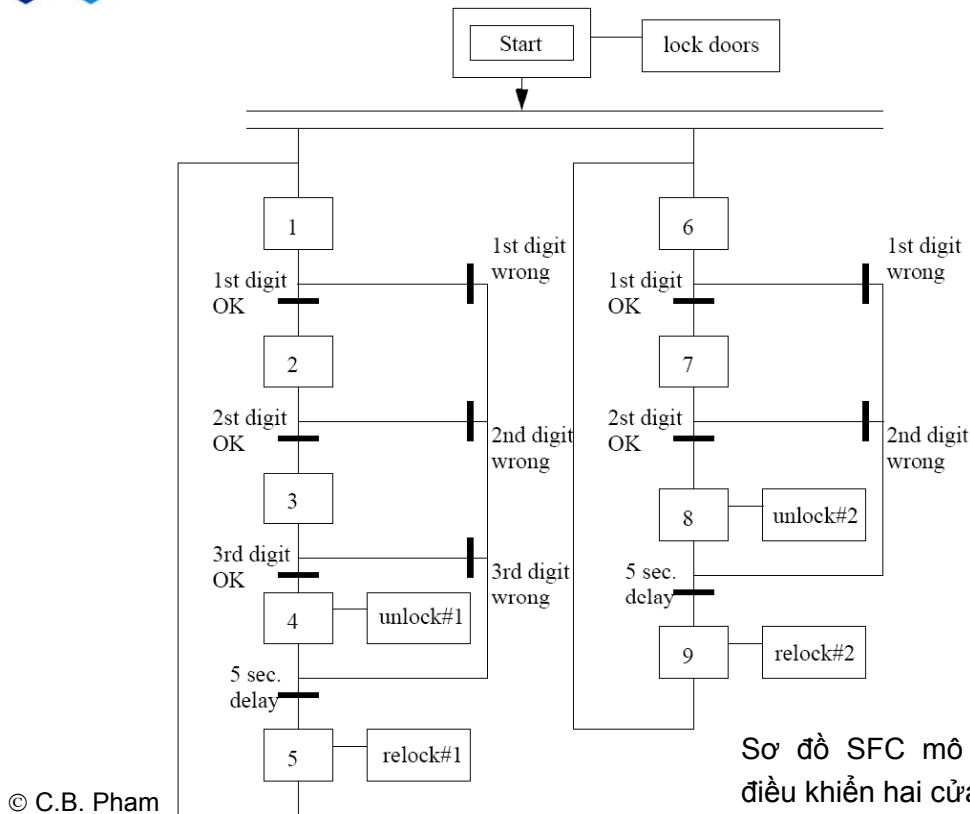 Start
lock doors
1
1st digit
OK
1st digit
wrong
2
2st digit
OK
2nd digit
wrong
3
3rd digit
OK
3rd digit
wrong
4
unlock#1
5 sec.
delay
5
relock#1
6
1st digit
OK
1st digit
wrong
7
2st digit
OK
2nd digit
wrong
8
unlock#2
5 sec.
delay
9
relock#2
Sơ đồ SFC mô
điều khiển hai cửa
© C.B. Pham